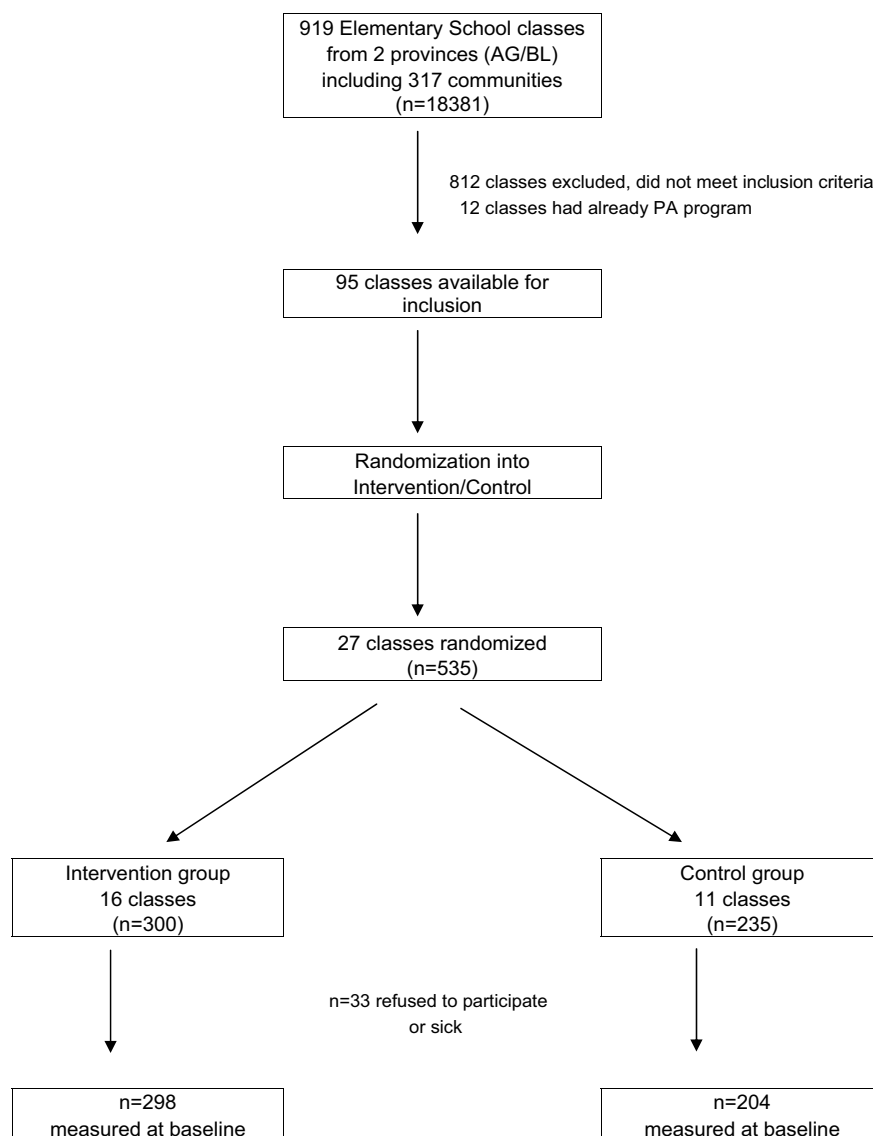 919 Elementary School classes
from 2 provinces (AG/BL)
including 317 communities
(n=18381)
812 classes excluded, did not meet inclusion criteria
12 classes had already PA program
95 classes available for
inclusion
Randomization into
Intervention/Control
27 classes randomized
(n=535)
Intervention group
16 classes
(n=300)
Control group
11 classes
(n=235)
n=33 refused to participate
or sick
n=298
measured at baseline
n=204
measured at baseline